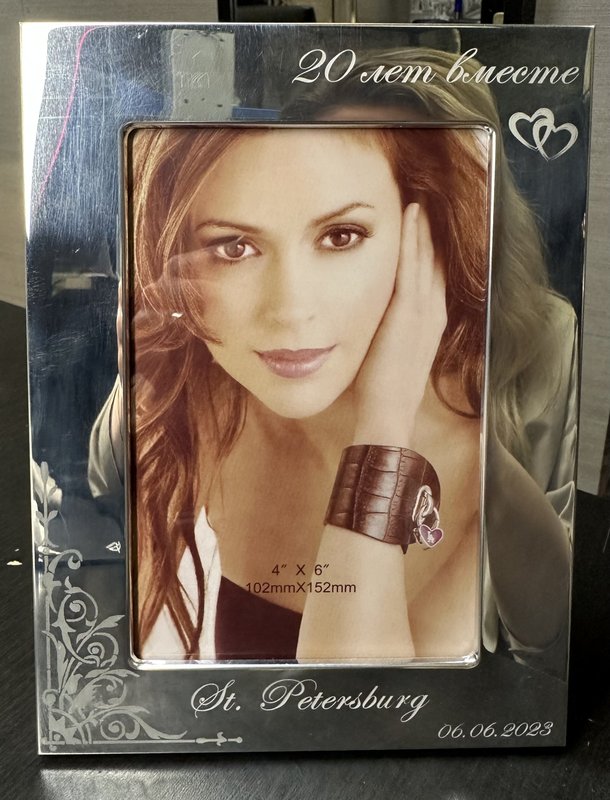 20 лет вместе
4" X 6"
102mmX152mm
St. Petersburg
06.06.2023